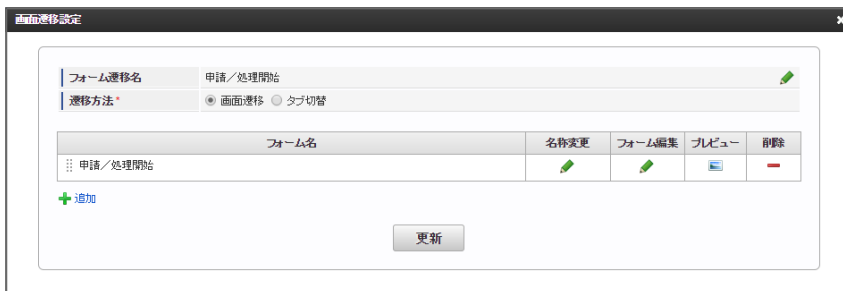 画面遷移設定
フォーム遷移名 申請／処理開始
遷移方法* 画面遷移 タブ切替
フォーム名 名称変更 フォーム編集 プレビュー 削除
申請／処理開始
追加
更新